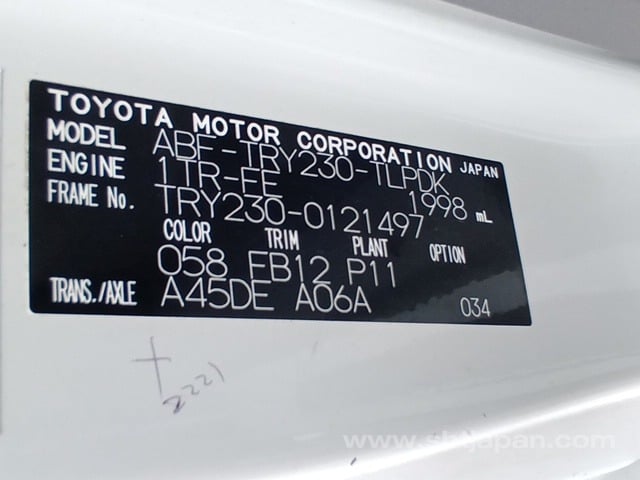 TOYOTA MOTOR CORPORATION JAPAN
MODEL ABF-TRY230-TLPDK
ENGINE 1TR-FE 1998 mL
FRAME No. TRY230-0121497
COLOR TRIM PLANT OPTION
058 FB12 P11
TRANS./AXLE A45DE A06A 034
2221
www.sbtjapan.com